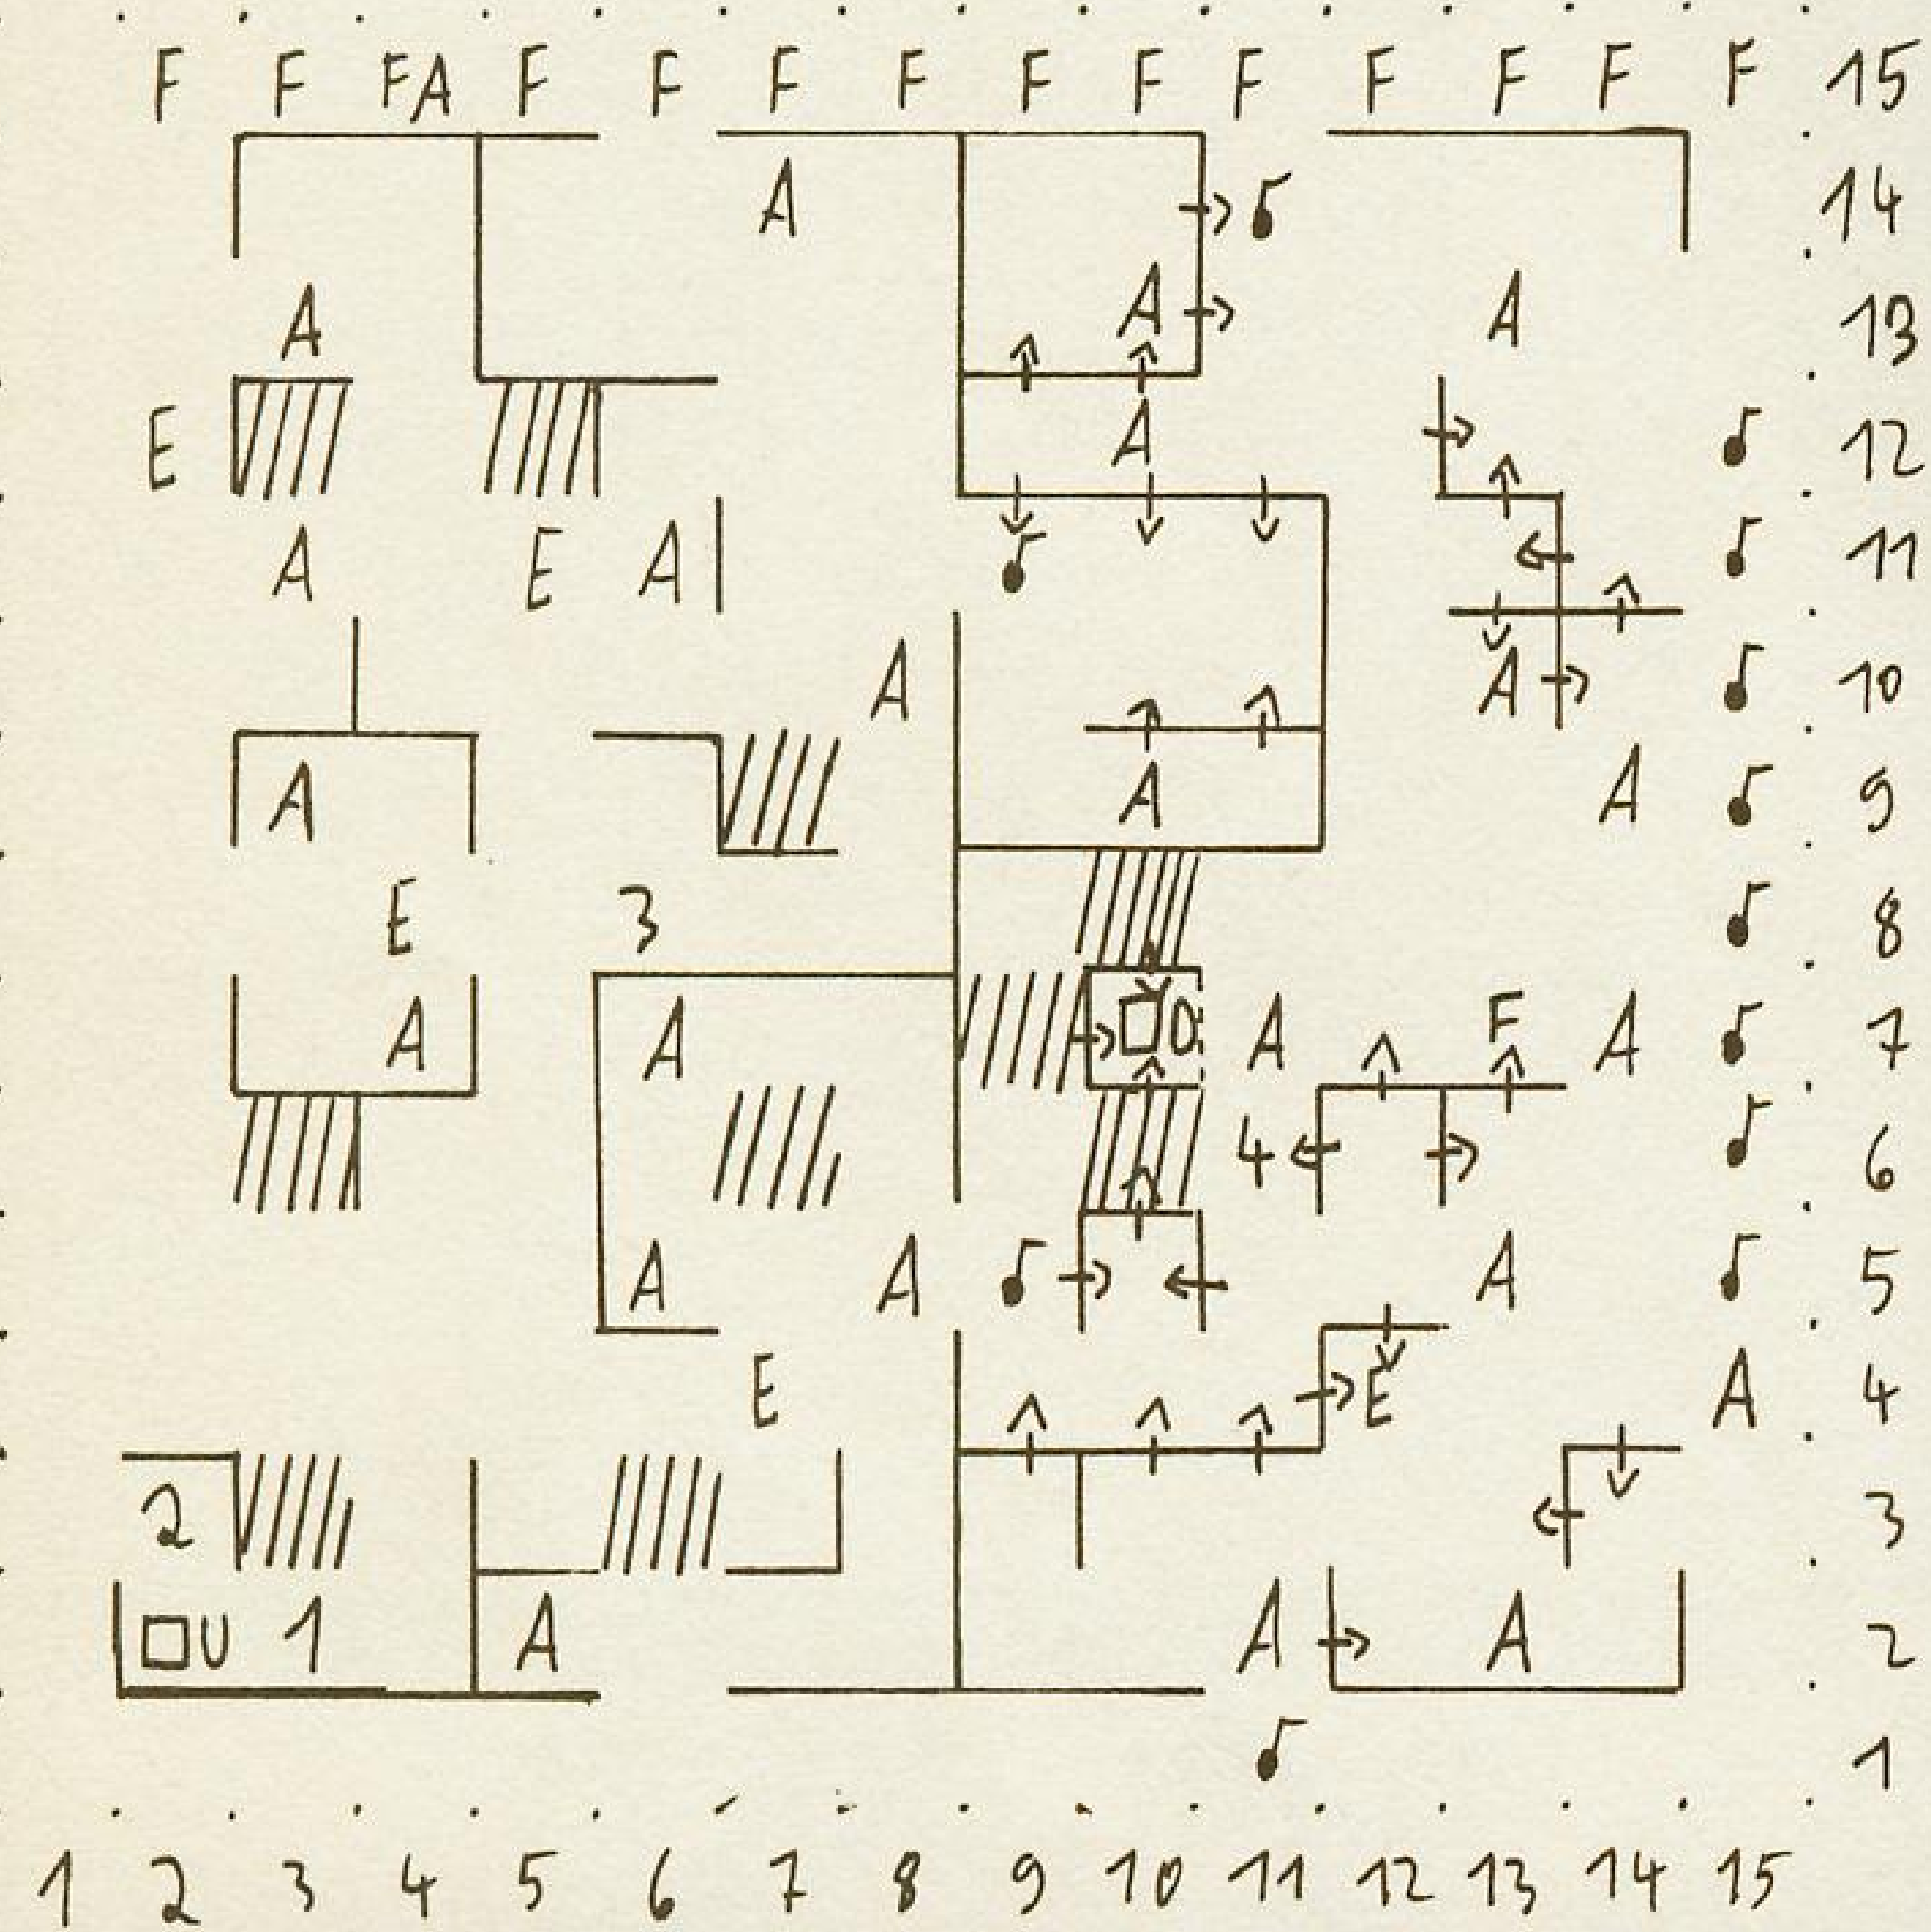 F F FA F F F F F F F F F F F 15
A ♪ 14
A A A 13
E A ♪ 12
A E A ♪ ♪ 11
A A ♪ 10
A A A ♪ 9
E 3 ♪ 8
A A □ A F A ♪ 7
4 ♪ 6
A A ♪ A ♪ 5
E E A 4
2 3
□U 1 A A A 2
♪ 1
1 2 3 4 5 6 7 8 9 10 11 12 13 14 15